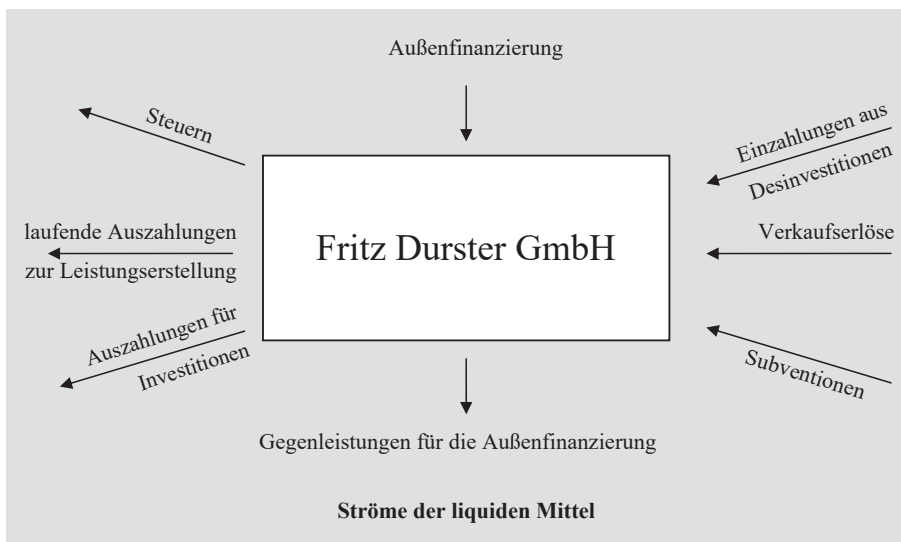 Außenfinanzierung
Steuern
Einzahlungen aus
Desinvestitionen
laufende Auszahlungen
zur Leistungserstellung
Fritz Durster GmbH
Verkaufserlöse
Auszahlungen für
Investitionen
Subventionen
Gegenleistungen für die Außenfinanzierung
Ströme der liquiden Mittel